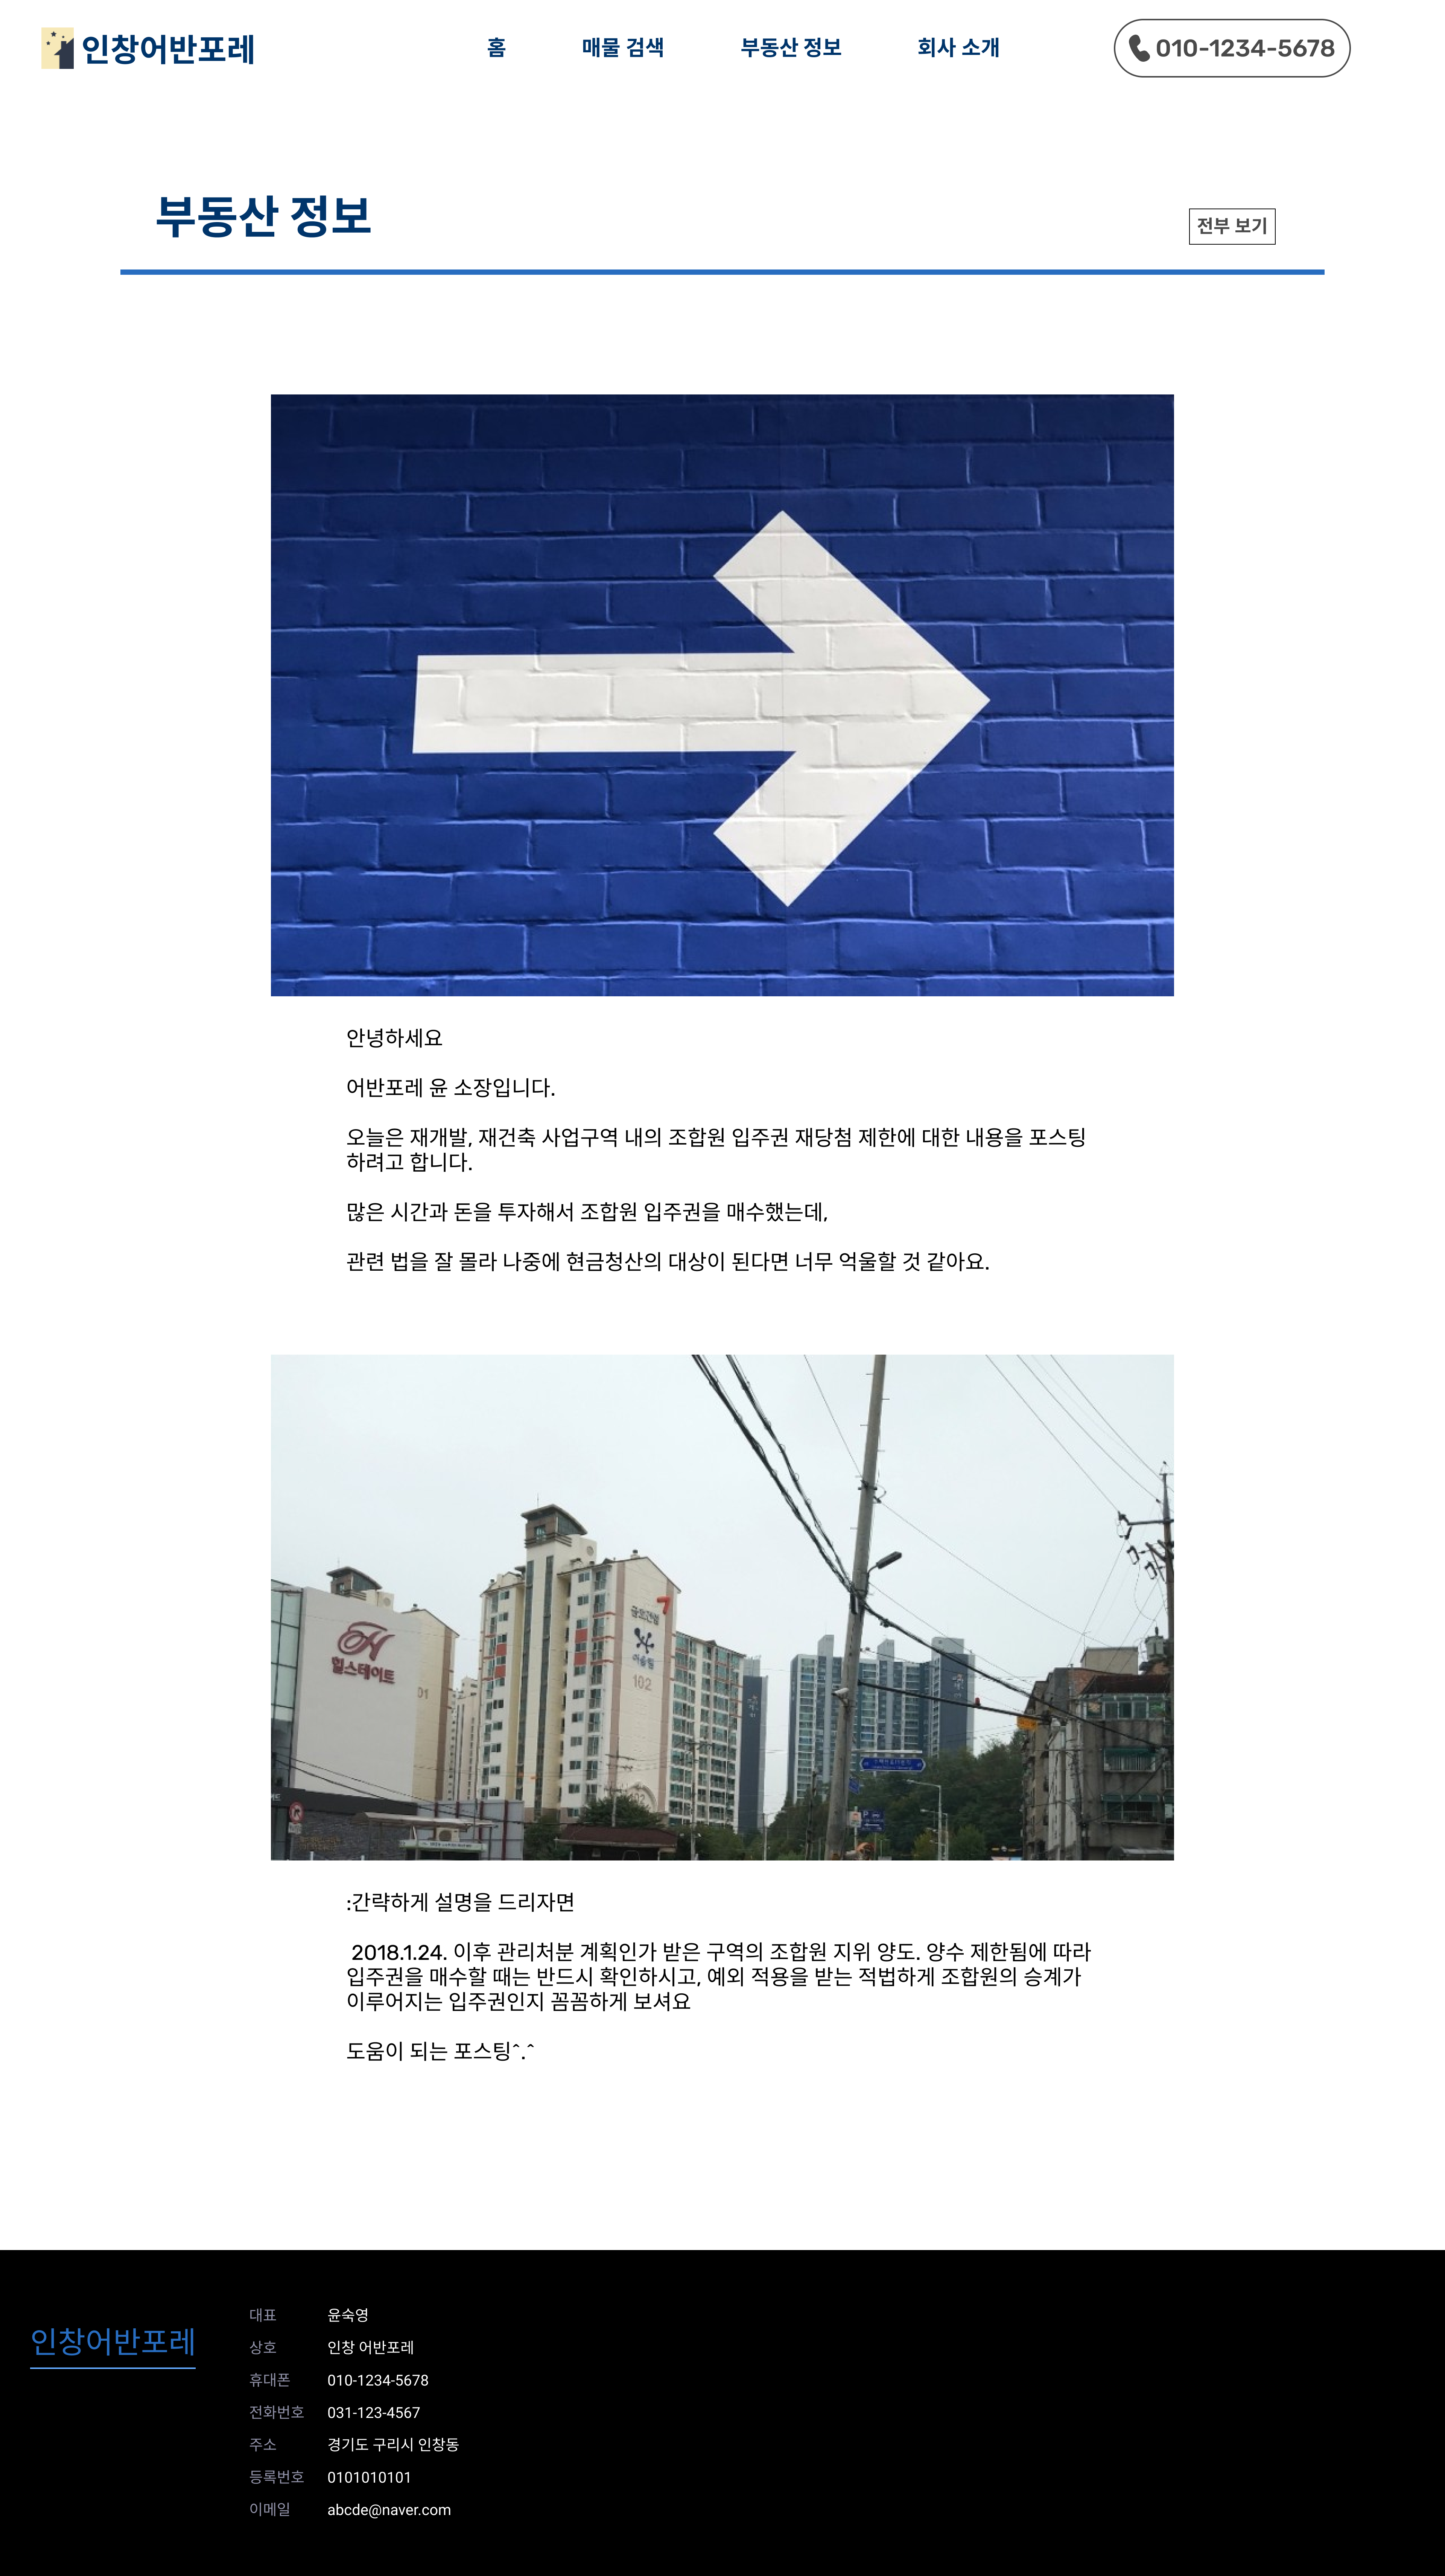 인창어반포레
홈
매물 검색
부동산 정보
회사 소개
010-1234-5678
부동산 정보
전부 보기
안녕하세요
어반포레 윤 소장입니다.
오늘은 재개발, 재건축 사업구역 내의 조합원 입주권 재당첨 제한에 대한 내용을 포스팅
하려고 합니다.
많은 시간과 돈을 투자해서 조합원 입주권을 매수했는데,
관련 법을 잘 몰라 나중에 현금청산의 대상이 된다면 너무 억울할 것 같아요.
힐스테이트
01
금호건설
어울림
102
:간략하게 설명을 드리자면
2018.1.24. 이후 관리처분 계획인가 받은 구역의 조합원 지위 양도. 양수 제한됨에 따라
입주권을 매수할 때는 반드시 확인하시고, 예외 적용을 받는 적법하게 조합원의 승계가
이루어지는 입주권인지 꼼꼼하게 보셔요
도움이 되는 포스팅^.^
인창어반포레
대표 윤숙영
상호 인창 어반포레
휴대폰 010-1234-5678
전화번호 031-123-4567
주소 경기도 구리시 인창동
등록번호 0101010101
이메일 abcde@naver.com